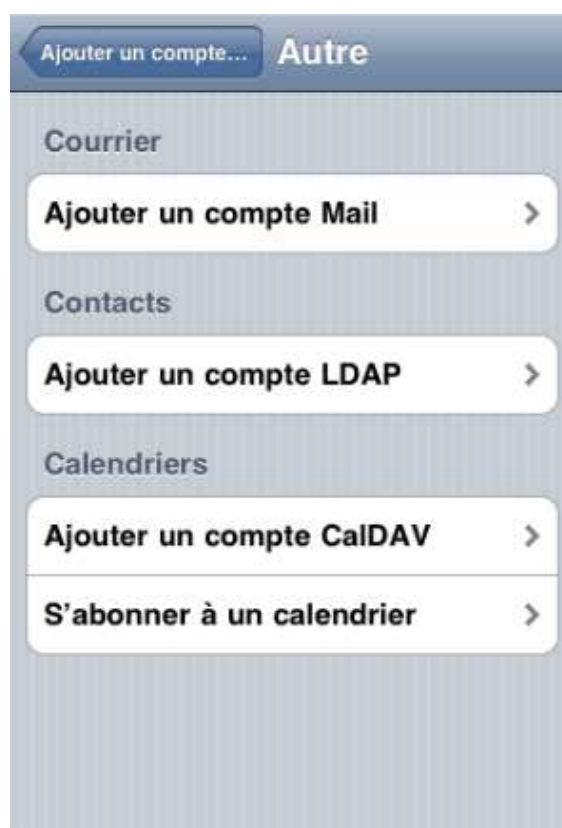 Ajouter un compte... Autre
Courrier
Ajouter un compte Mail
Contacts
Ajouter un compte LDAP
Calendriers
Ajouter un compte CalDAV
S'abonner à un calendrier